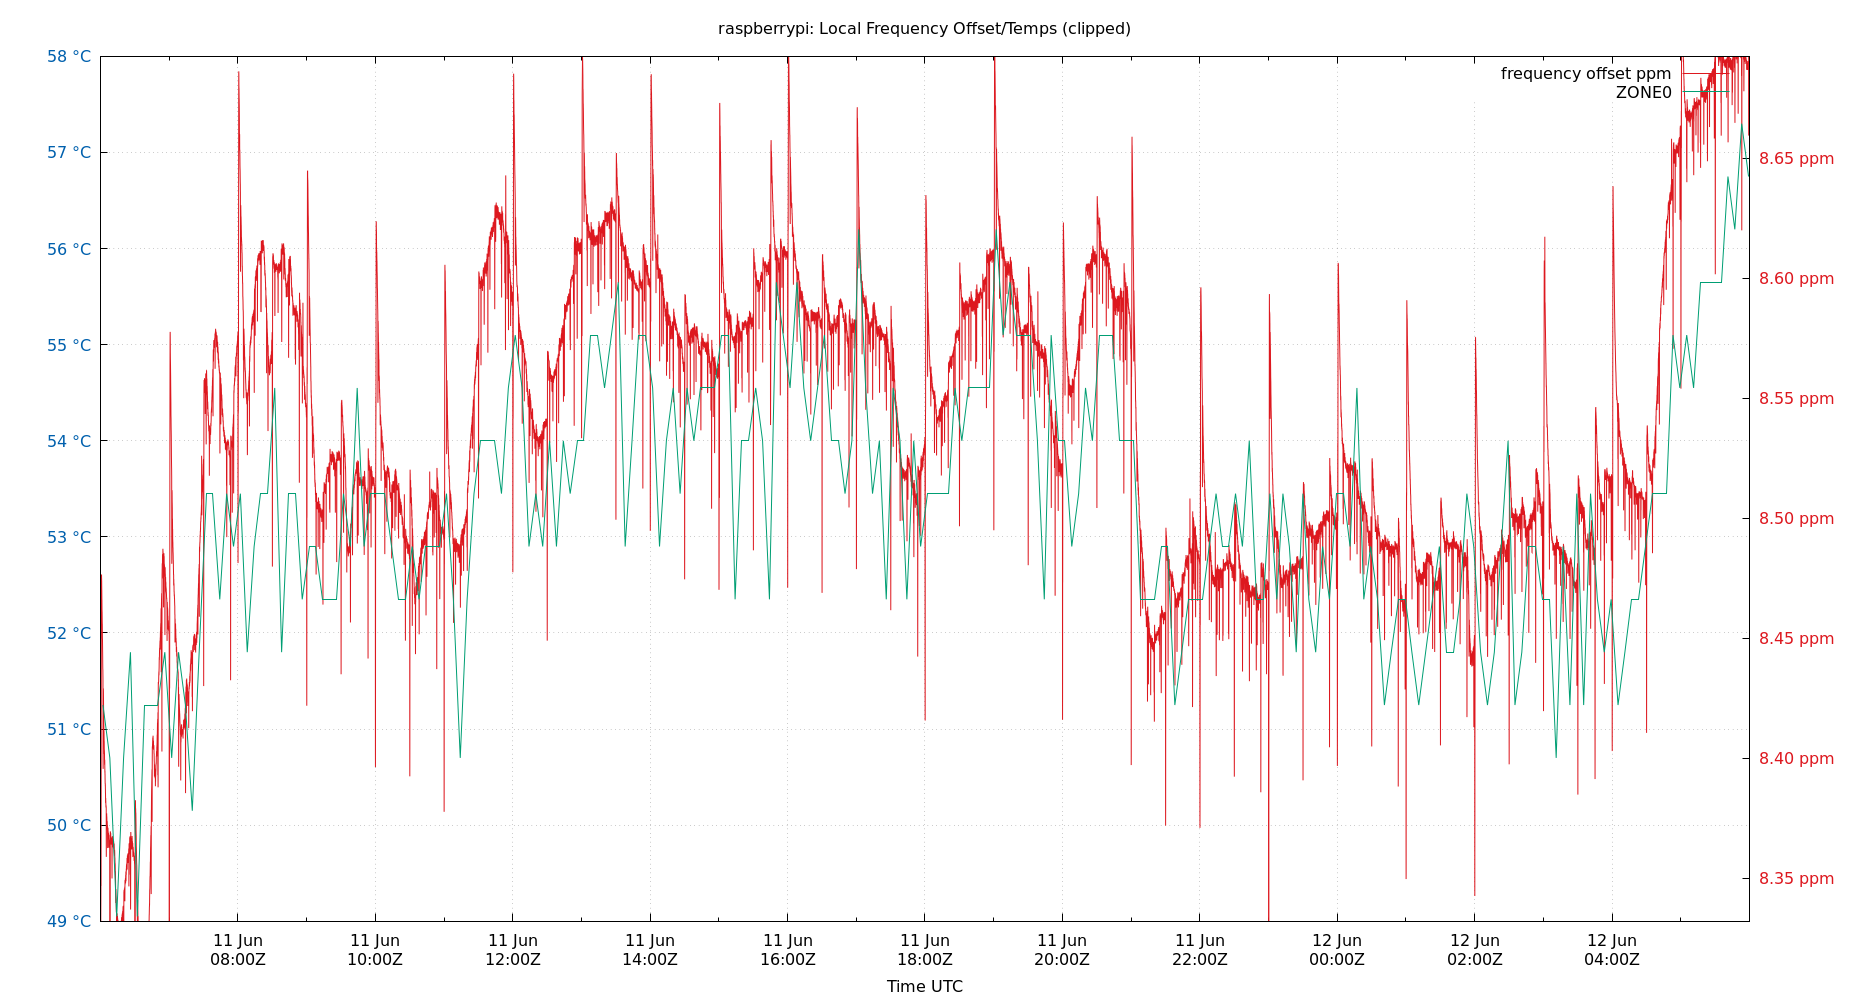 raspberrypi: Local Frequency Offset/Temps (clipped)
frequency offset ppm
ZONE0
58 °C
57 °C
56 °C
55 °C
54 °C
53 °C
52 °C
51 °C
50 °C
49 °C
8.65 ppm
8.60 ppm
8.55 ppm
8.50 ppm
8.45 ppm
8.40 ppm
8.35 ppm
11 Jun
08:00Z
11 Jun
10:00Z
11 Jun
12:00Z
11 Jun
14:00Z
11 Jun
16:00Z
11 Jun
18:00Z
11 Jun
20:00Z
11 Jun
22:00Z
12 Jun
00:00Z
12 Jun
02:00Z
12 Jun
04:00Z
Time UTC